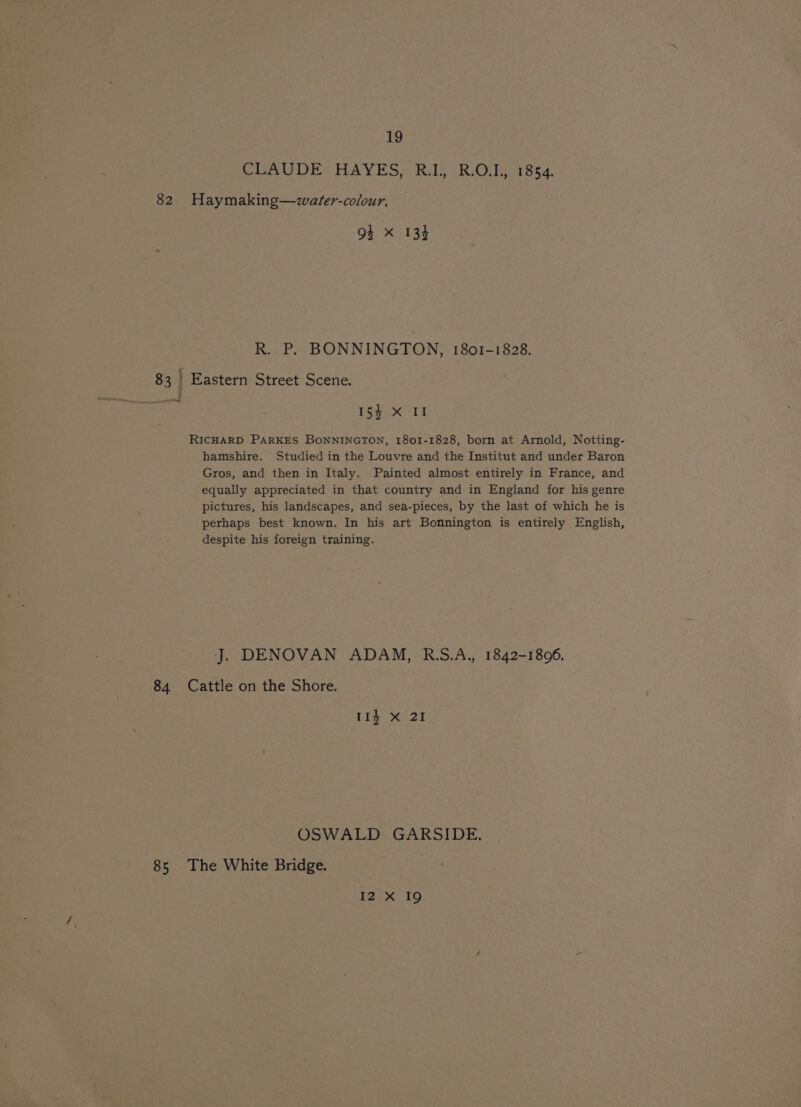 19
CLAUDE HAYES, R.I., R.O.I., 1854.
82 Haymaking—water-colour.
9½ × 13½
R. P. BONNINGTON, 1801–1828.
83 Eastern Street Scene.
15½ × 11
RICHARD PARKES BONNINGTON, 1801-1828, born at Arnold, Notting-
hamshire. Studied in the Louvre and the Institut and under Baron
Gros, and then in Italy. Painted almost entirely in France, and
equally appreciated in that country and in England for his genre
pictures, his landscapes, and sea-pieces, by the last of which he is
perhaps best known. In his art Bonnington is entirely English,
despite his foreign training.
J. DENOVAN ADAM, R.S.A., 1842–1896.
84 Cattle on the Shore.
11½ × 21
OSWALD GARSIDE.
85 The White Bridge.
12 × 19